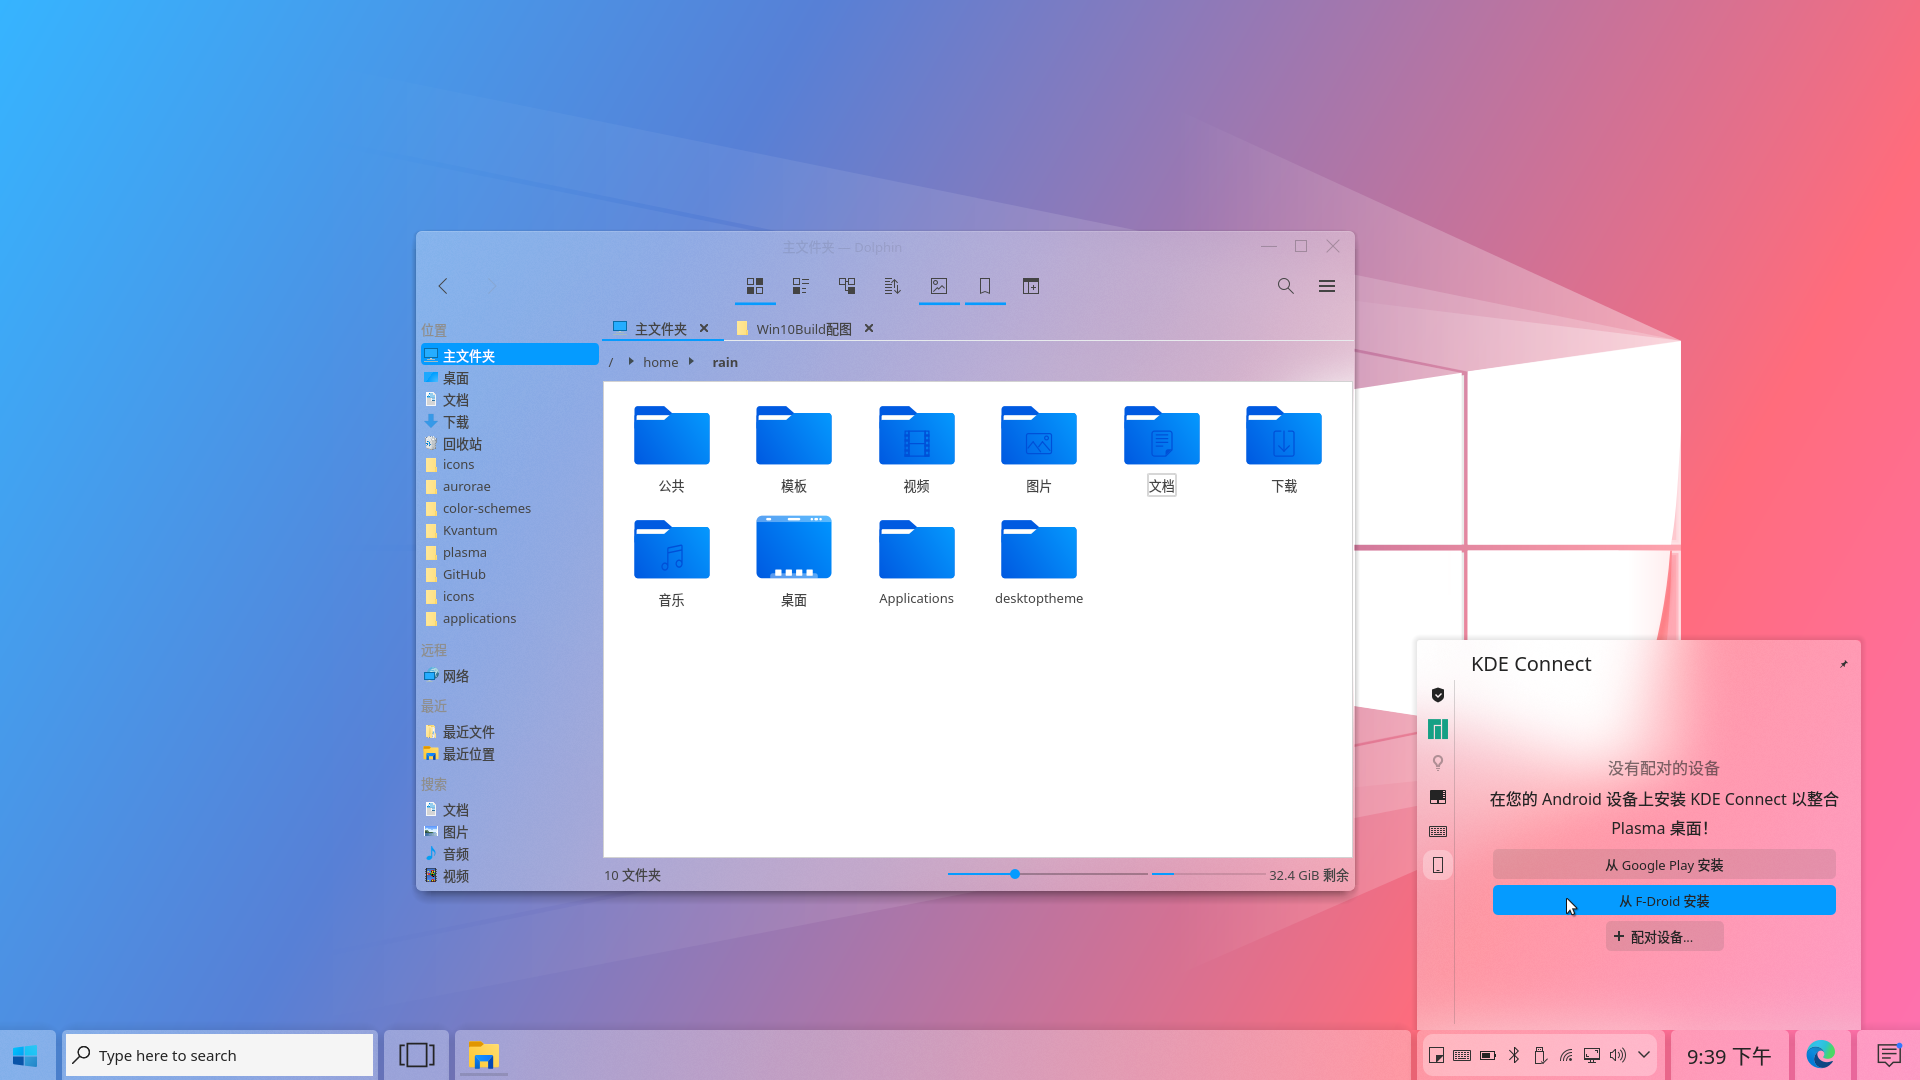 主文件夹 — Dolphin
位置
主文件夹
桌面
文档
下载
回收站
icons
aurorae
color-schemes
Kvantum
plasma
GitHub
icons
applications
远程
网络
最近
最近文件
最近位置
搜索
文档
图片
音频
视频
主文件夹
Win10Build配图
/ home rain
公共 模板 视频 图片 文档 下载
音乐 桌面 Applications desktoptheme
10 文件夹
32.4 GiB 剩余
KDE Connect
没有配对的设备
在您的 Android 设备上安装 KDE Connect 以整合
Plasma 桌面！
从 Google Play 安装
从 F-Droid 安装
+ 配对设备...
Type here to search
9:39 下午